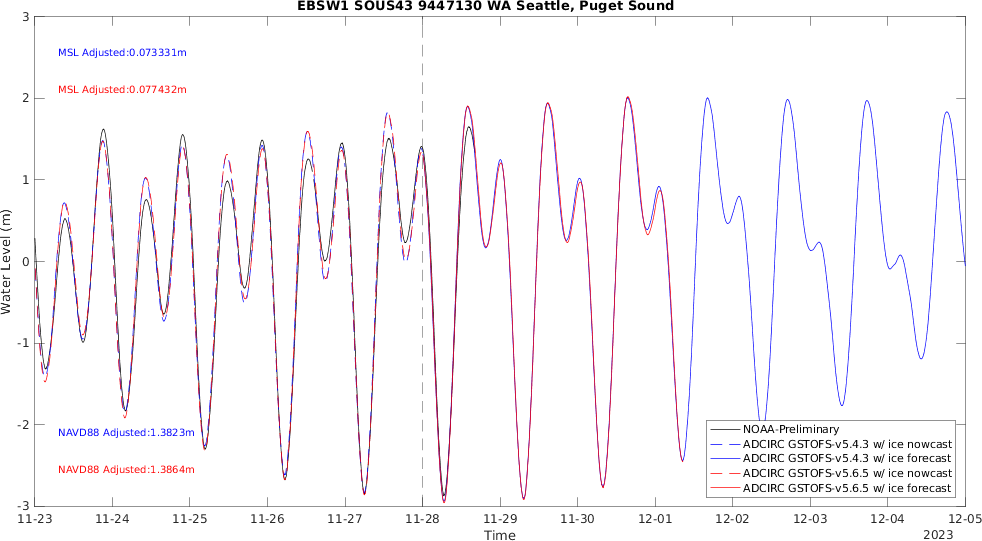 EBSW1 SOUS43 9447130 WA Seattle, Puget Sound
3
MSL Adjusted:0.073331m
MSL Adjusted:0.077432m
2
1
0
-1
-2
-3
Water Level (m)
NAVD88 Adjusted:1.3823m
NAVD88 Adjusted:1.3864m
NOAA-Preliminary
ADCIRC GSTOFS-v5.4.3 w/ ice nowcast
ADCIRC GSTOFS-v5.4.3 w/ ice forecast
ADCIRC GSTOFS-v5.6.5 w/ ice nowcast
ADCIRC GSTOFS-v5.6.5 w/ ice forecast
11-23 11-24 11-25 11-26 11-27 11-28 11-29 11-30 12-01 12-02 12-03 12-04 12-05
Time
2023